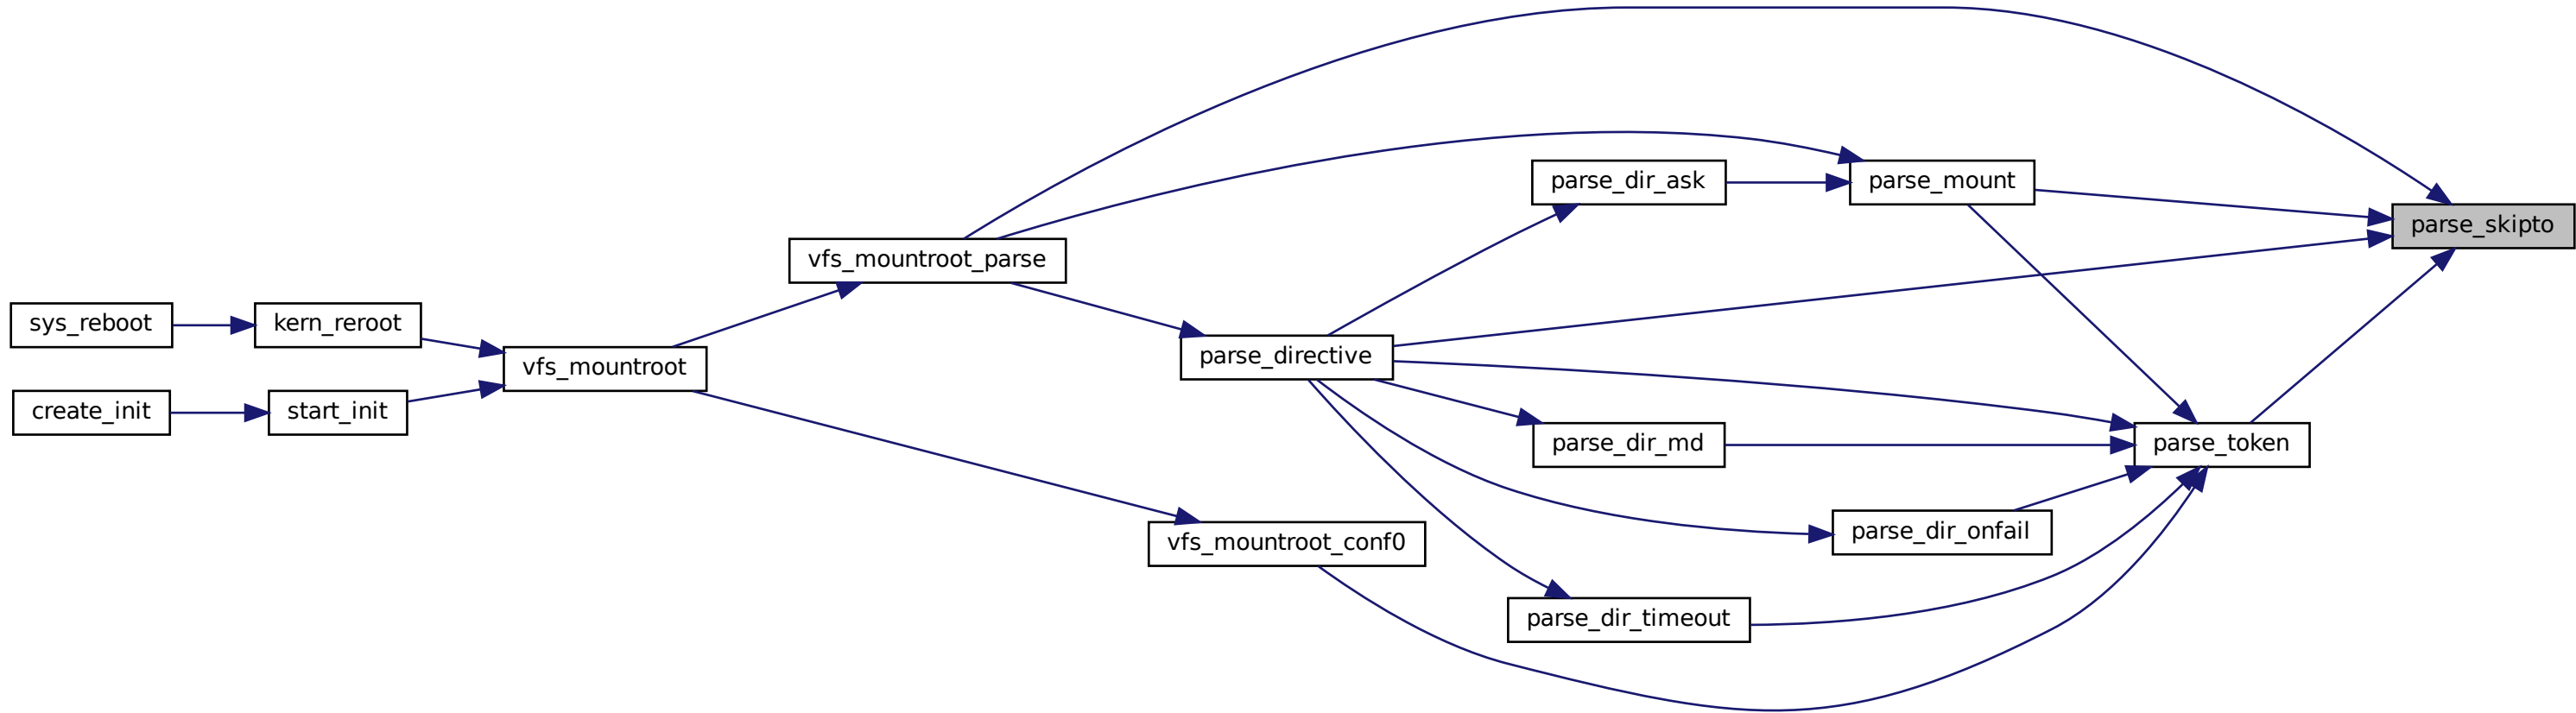 parse_skipto
parse_mount
parse_dir_ask
vfs_mountroot_parse
sys_reboot
kern_reroot
vfs_mountroot
parse_directive
create_init
start_init
parse_dir_md
parse_token
vfs_mountroot_conf0
parse_dir_onfail
parse_dir_timeout